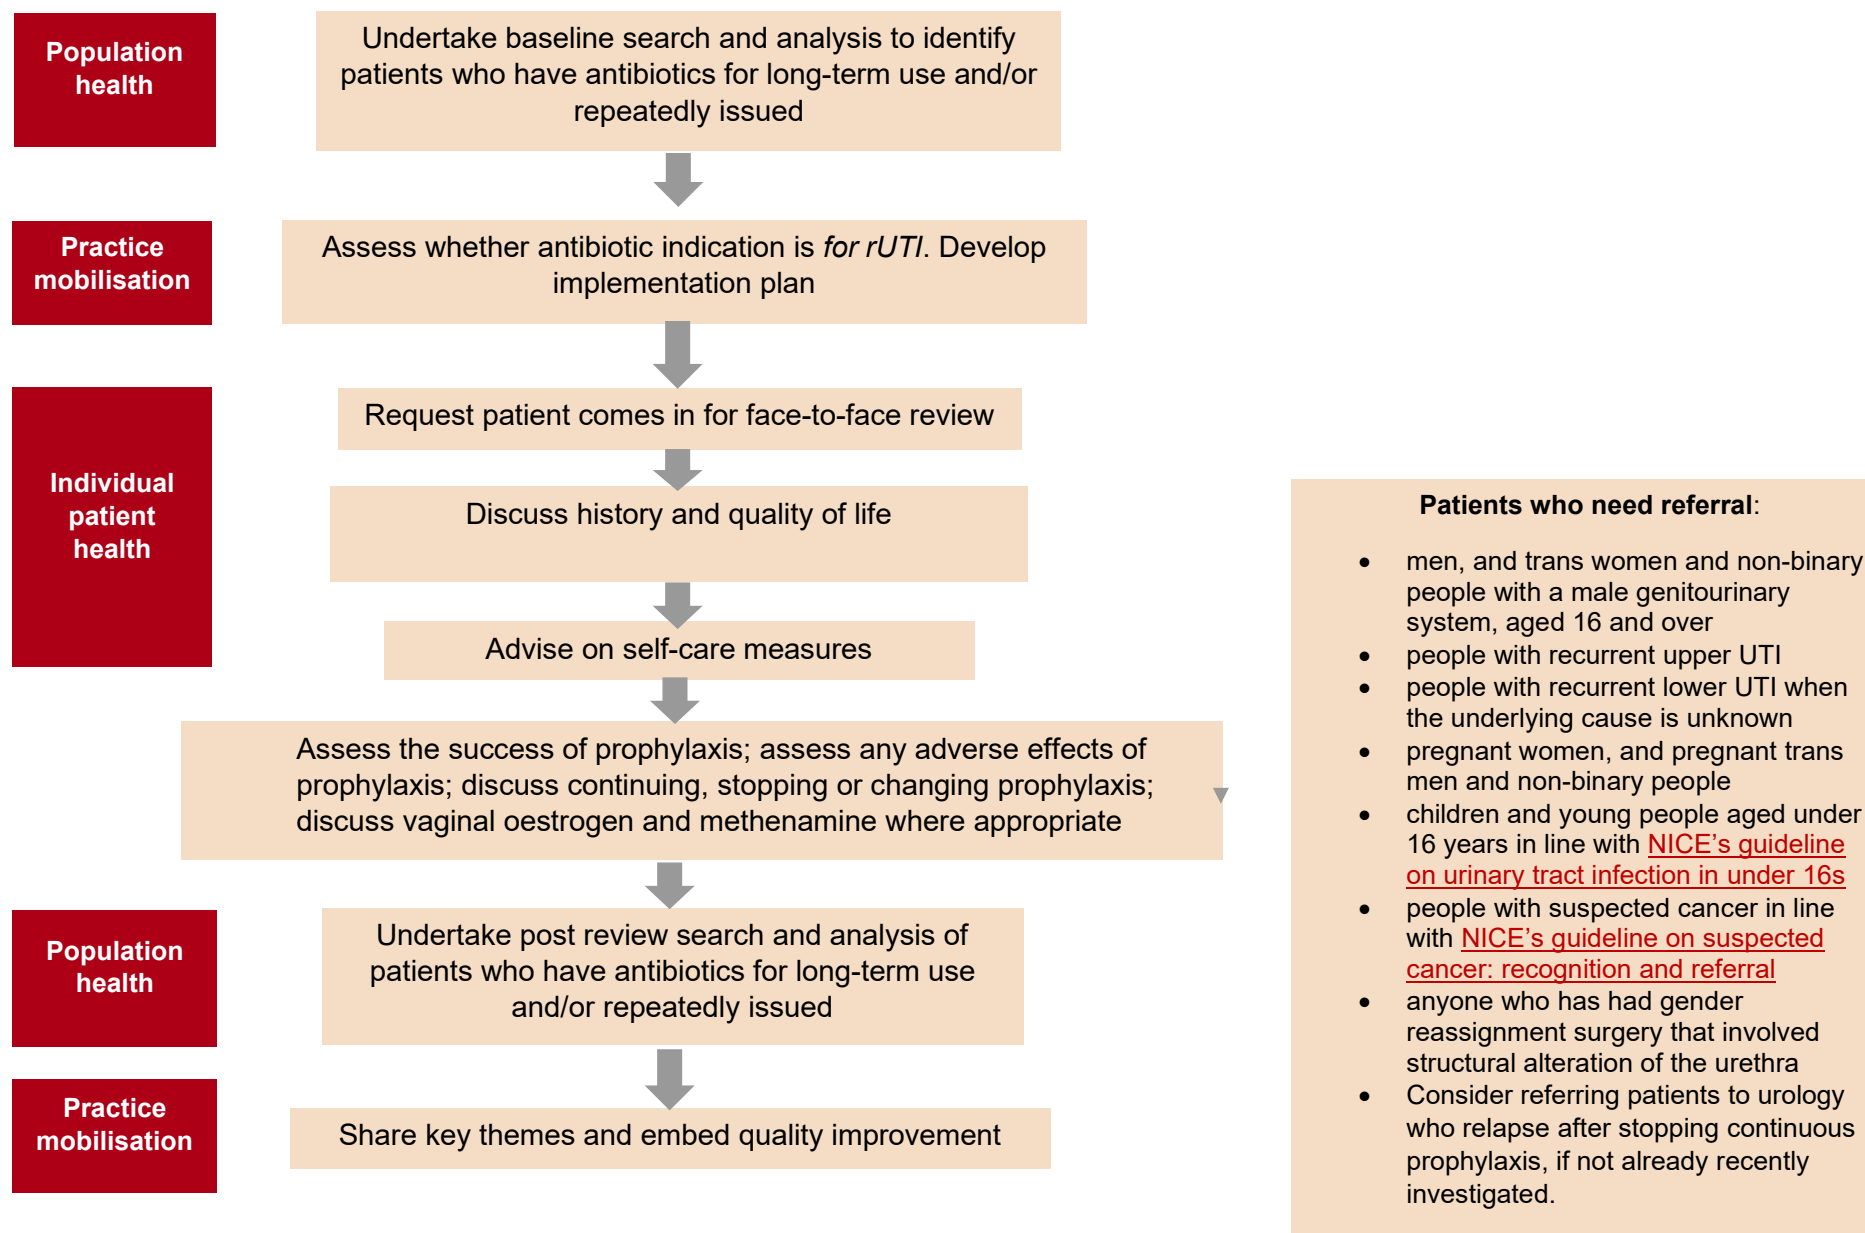 Population
health
Undertake baseline search and analysis to identify
patients who have antibiotics for long-term use and/or
repeatedly issued
Practice
mobilisation
Assess whether antibiotic indication is for rUTI. Develop
implementation plan
Individual
patient
health
Request patient comes in for face-to-face review
Discuss history and quality of life
Advise on self-care measures
Assess the success of prophylaxis; assess any adverse effects of
prophylaxis; discuss continuing, stopping or changing prophylaxis;
discuss vaginal oestrogen and methenamine where appropriate
Population
health
Undertake post review search and analysis of
patients who have antibiotics for long-term use
and/or repeatedly issued
Practice
mobilisation
Share key themes and embed quality improvement
Patients who need referral:
• men, and trans women and non-binary
people with a male genitourinary
system, aged 16 and over
• people with recurrent upper UTI
• people with recurrent lower UTI when
the underlying cause is unknown
• pregnant women, and pregnant trans
men and non-binary people
• children and young people aged under
16 years in line with NICE’s guideline
on urinary tract infection in under 16s
• people with suspected cancer in line
with NICE’s guideline on suspected
cancer: recognition and referral
• anyone who has had gender
reassignment surgery that involved
structural alteration of the urethra
• Consider referring patients to urology
who relapse after stopping continuous
prophylaxis, if not already recently
investigated.